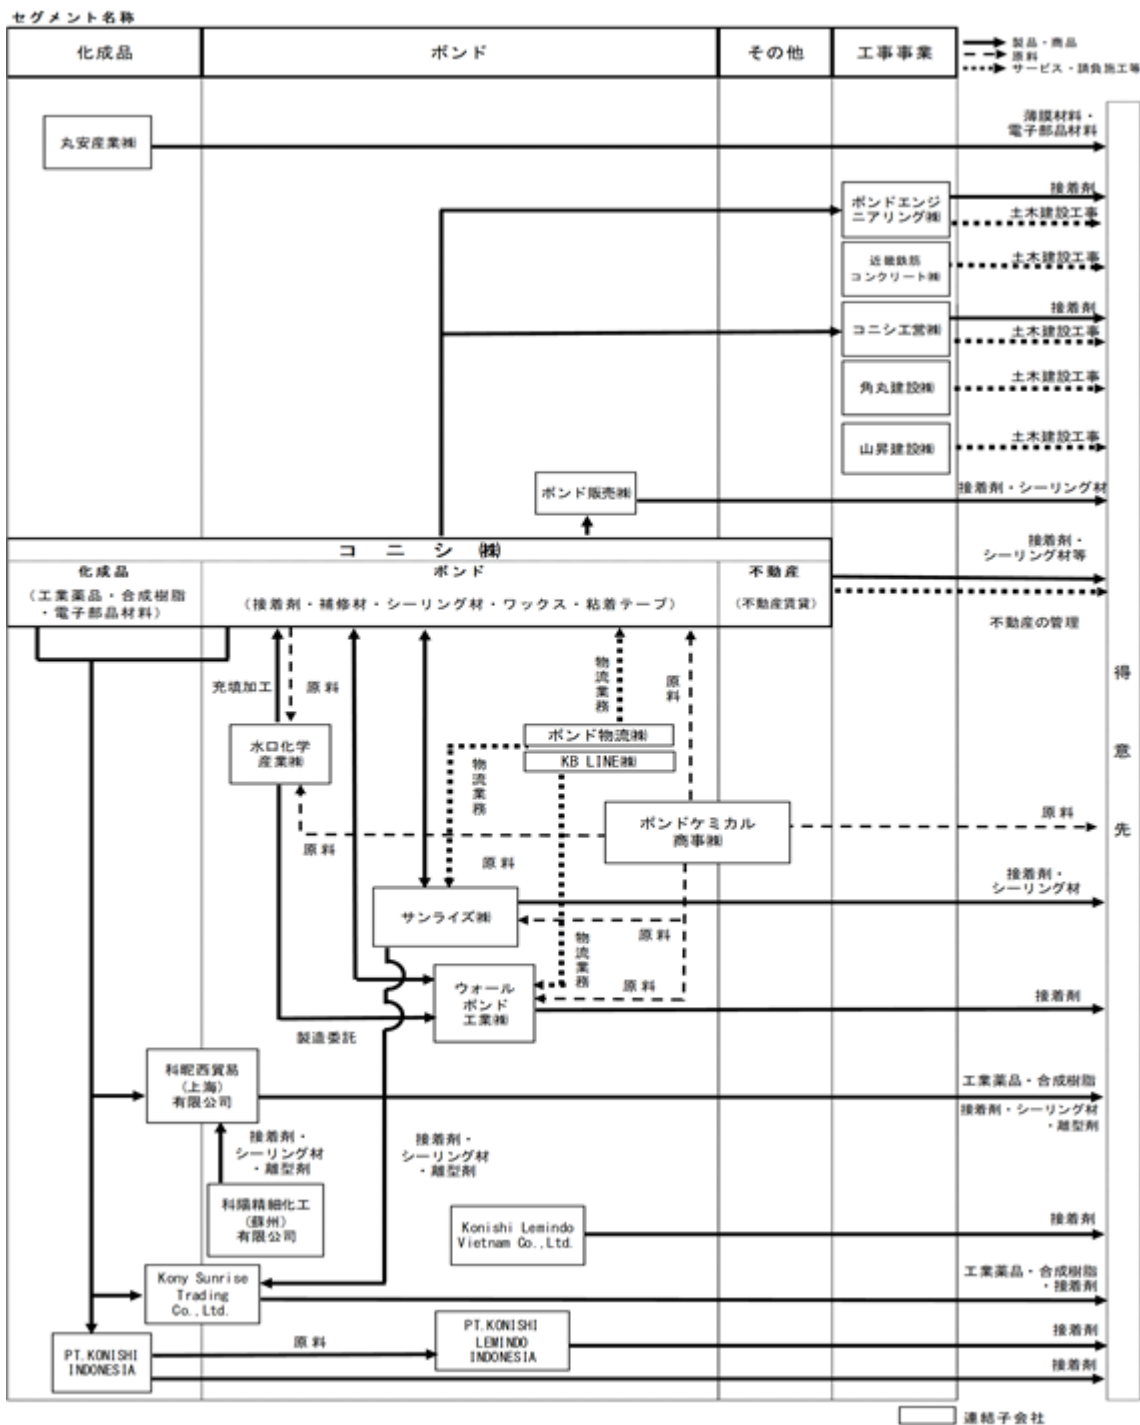 セグメント名称
化成品
ボンド
その他
工事事業
製品・商品
原料
サービス・請負施工等
丸安産業㈱
薄膜材料・
電子部品材料
ボンドエンジ
ニアリング㈱
接着剤
土木建設工事
近畿鉄筋
コンクリート㈱
土木建設工事
コニシ工営㈱
接着剤
土木建設工事
角丸建設㈱
土木建設工事
山昇建設㈱
土木建設工事
ボンド販売㈱
接着剤・シーリング材
コニシ㈱
化成品
(工業薬品・合成樹脂
・電子部品材料)
ボンド
(接着剤・補修材・シーリング材・ワックス・粘着テープ)
不動産
(不動産賃貸)
接着剤・
シーリング材等
不動産の管理
得意先
充填加工
原料
物流業務
原料
水口化学
産業㈱
ボンド物流㈱
KB LINE㈱
物流業務
ボンドケミカル
商事㈱
原料
原料
原料
サンライズ㈱
接着剤・
シーリング材
原料
物流業務
原料
ウォール
ボンド
工業㈱
接着剤
製造委託
科昵西貿易
(上海)
有限公司
工業薬品・合成樹脂
接着剤・シーリング材
・離型剤
接着剤・
シーリング材
・離型剤
接着剤・
シーリング材
・離型剤
科陽精細化工
(蘇州)
有限公司
Konishi Lemindo
Vietnam Co.,Ltd.
接着剤
Kony Sunrise
Trading
Co.,Ltd.
工業薬品・合成樹脂
・接着剤
PT.KONISHI
INDONESIA
原料
PT.KONISHI
LEMINDO
INDONESIA
接着剤
接着剤
連結子会社